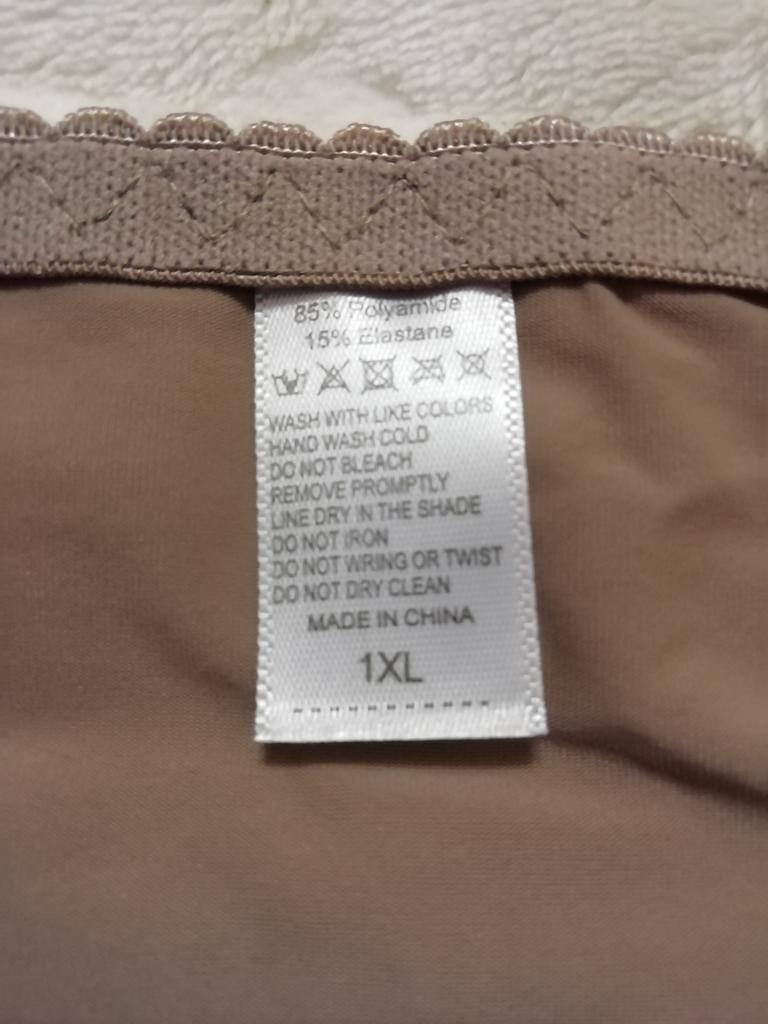 85% Polyamide
15% Elastane
WASH WITH LIKE COLORS
HAND WASH COLD
DO NOT BLEACH
REMOVE PROMPTLY
LINE DRY IN THE SHADE
DO NOT IRON
DO NOT WRING OR TWIST
DO NOT DRY CLEAN
MADE IN CHINA
1XL